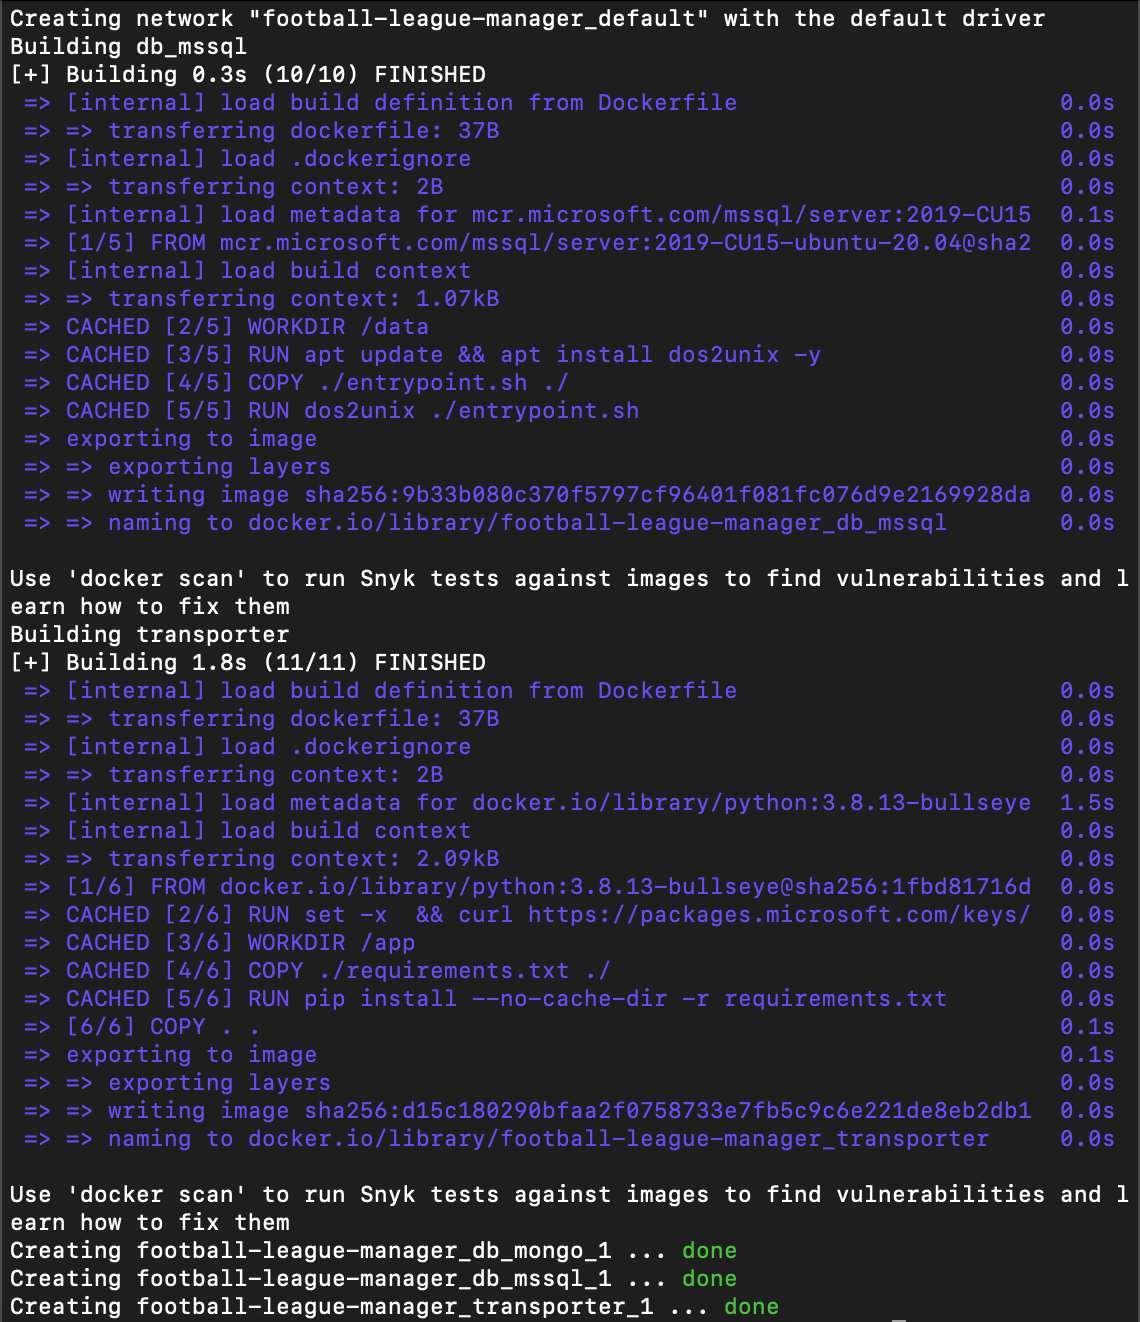 Creating network "football-league-manager_default" with the default driver
Building db_mssql
[+] Building 0.3s (10/10) FINISHED
=> [internal] load build definition from Dockerfile 0.0s
=> => transferring dockerfile: 37B 0.0s
=> [internal] load .dockerignore 0.0s
=> => transferring context: 2B 0.0s
=> [internal] load metadata for mcr.microsoft.com/mssql/server:2019-CU15 0.1s
=> [1/5] FROM mcr.microsoft.com/mssql/server:2019-CU15-ubuntu-20.04@sha2 0.0s
=> [internal] load build context 0.0s
=> => transferring context: 1.07kB 0.0s
=> CACHED [2/5] WORKDIR /data 0.0s
=> CACHED [3/5] RUN apt update && apt install dos2unix -y 0.0s
=> CACHED [4/5] COPY ./entrypoint.sh ./ 0.0s
=> CACHED [5/5] RUN dos2unix ./entrypoint.sh 0.0s
=> exporting to image 0.0s
=> => exporting layers 0.0s
=> => writing image sha256:9b33b080c370f5797cf96401f081fc076d9e2169928da 0.0s
=> => naming to docker.io/library/football-league-manager_db_mssql 0.0s
Use 'docker scan' to run Snyk tests against images to find vulnerabilities and l
earn how to fix them
Building transporter
[+] Building 1.8s (11/11) FINISHED
=> [internal] load build definition from Dockerfile 0.0s
=> => transferring dockerfile: 37B 0.0s
=> [internal] load .dockerignore 0.0s
=> => transferring context: 2B 0.0s
=> [internal] load metadata for docker.io/library/python:3.8.13-bullseye 1.5s
=> [internal] load build context 0.0s
=> => transferring context: 2.09kB 0.0s
=> [1/6] FROM docker.io/library/python:3.8.13-bullseye@sha256:1fbd81716d 0.0s
=> CACHED [2/6] RUN set -x  && curl https://packages.microsoft.com/keys/ 0.0s
=> CACHED [3/6] WORKDIR /app 0.0s
=> CACHED [4/6] COPY ./requirements.txt ./ 0.0s
=> CACHED [5/6] RUN pip install --no-cache-dir -r requirements.txt 0.0s
=> [6/6] COPY . . 0.1s
=> exporting to image 0.1s
=> => exporting layers 0.0s
=> => writing image sha256:d15c180290bfaa2f0758733e7fb5c9c6e221de8eb2db1 0.0s
=> => naming to docker.io/library/football-league-manager_transporter 0.0s
Use 'docker scan' to run Snyk tests against images to find vulnerabilities and l
earn how to fix them
Creating football-league-manager_db_mongo_1 ... done
Creating football-league-manager_db_mssql_1 ... done
Creating football-league-manager_transporter_1 ... done